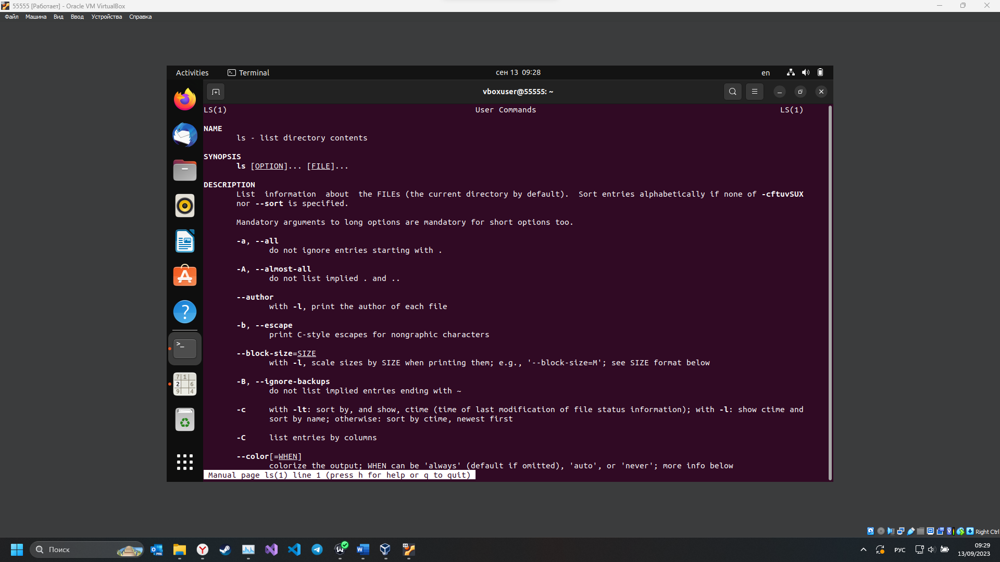 55555 [Работает] - Oracle VM VirtualBox
Файл Машина Вид Ввод Устройства Справка
Activities Terminal сен 13 09:28 en
vboxuser@55555: ~
LS(1) User Commands LS(1)
NAME
ls - list directory contents
SYNOPSIS
ls [OPTION]... [FILE]...
DESCRIPTION
List information about the FILEs (the current directory by default). Sort entries alphabetically if none of -cftuvSUX
nor --sort is specified.
Mandatory arguments to long options are mandatory for short options too.
-a, --all
do not ignore entries starting with .
-A, --almost-all
do not list implied . and ..
--author
with -l, print the author of each file
-b, --escape
print C-style escapes for nongraphic characters
--block-size=SIZE
with -l, scale sizes by SIZE when printing them; e.g., '--block-size=M'; see SIZE format below
-B, --ignore-backups
do not list implied entries ending with ~
-c with -lt: sort by, and show, ctime (time of last modification of file status information); with -l: show ctime and
sort by name; otherwise: sort by ctime, newest first
-C list entries by columns
--color[=WHEN]
colorize the output; WHEN can be 'always' (default if omitted), 'auto', or 'never'; more info below
Manual page ls(1) line 1 (press h for help or q to quit)
Right Ctrl
Поиск
РУС
09:29
13/09/2023